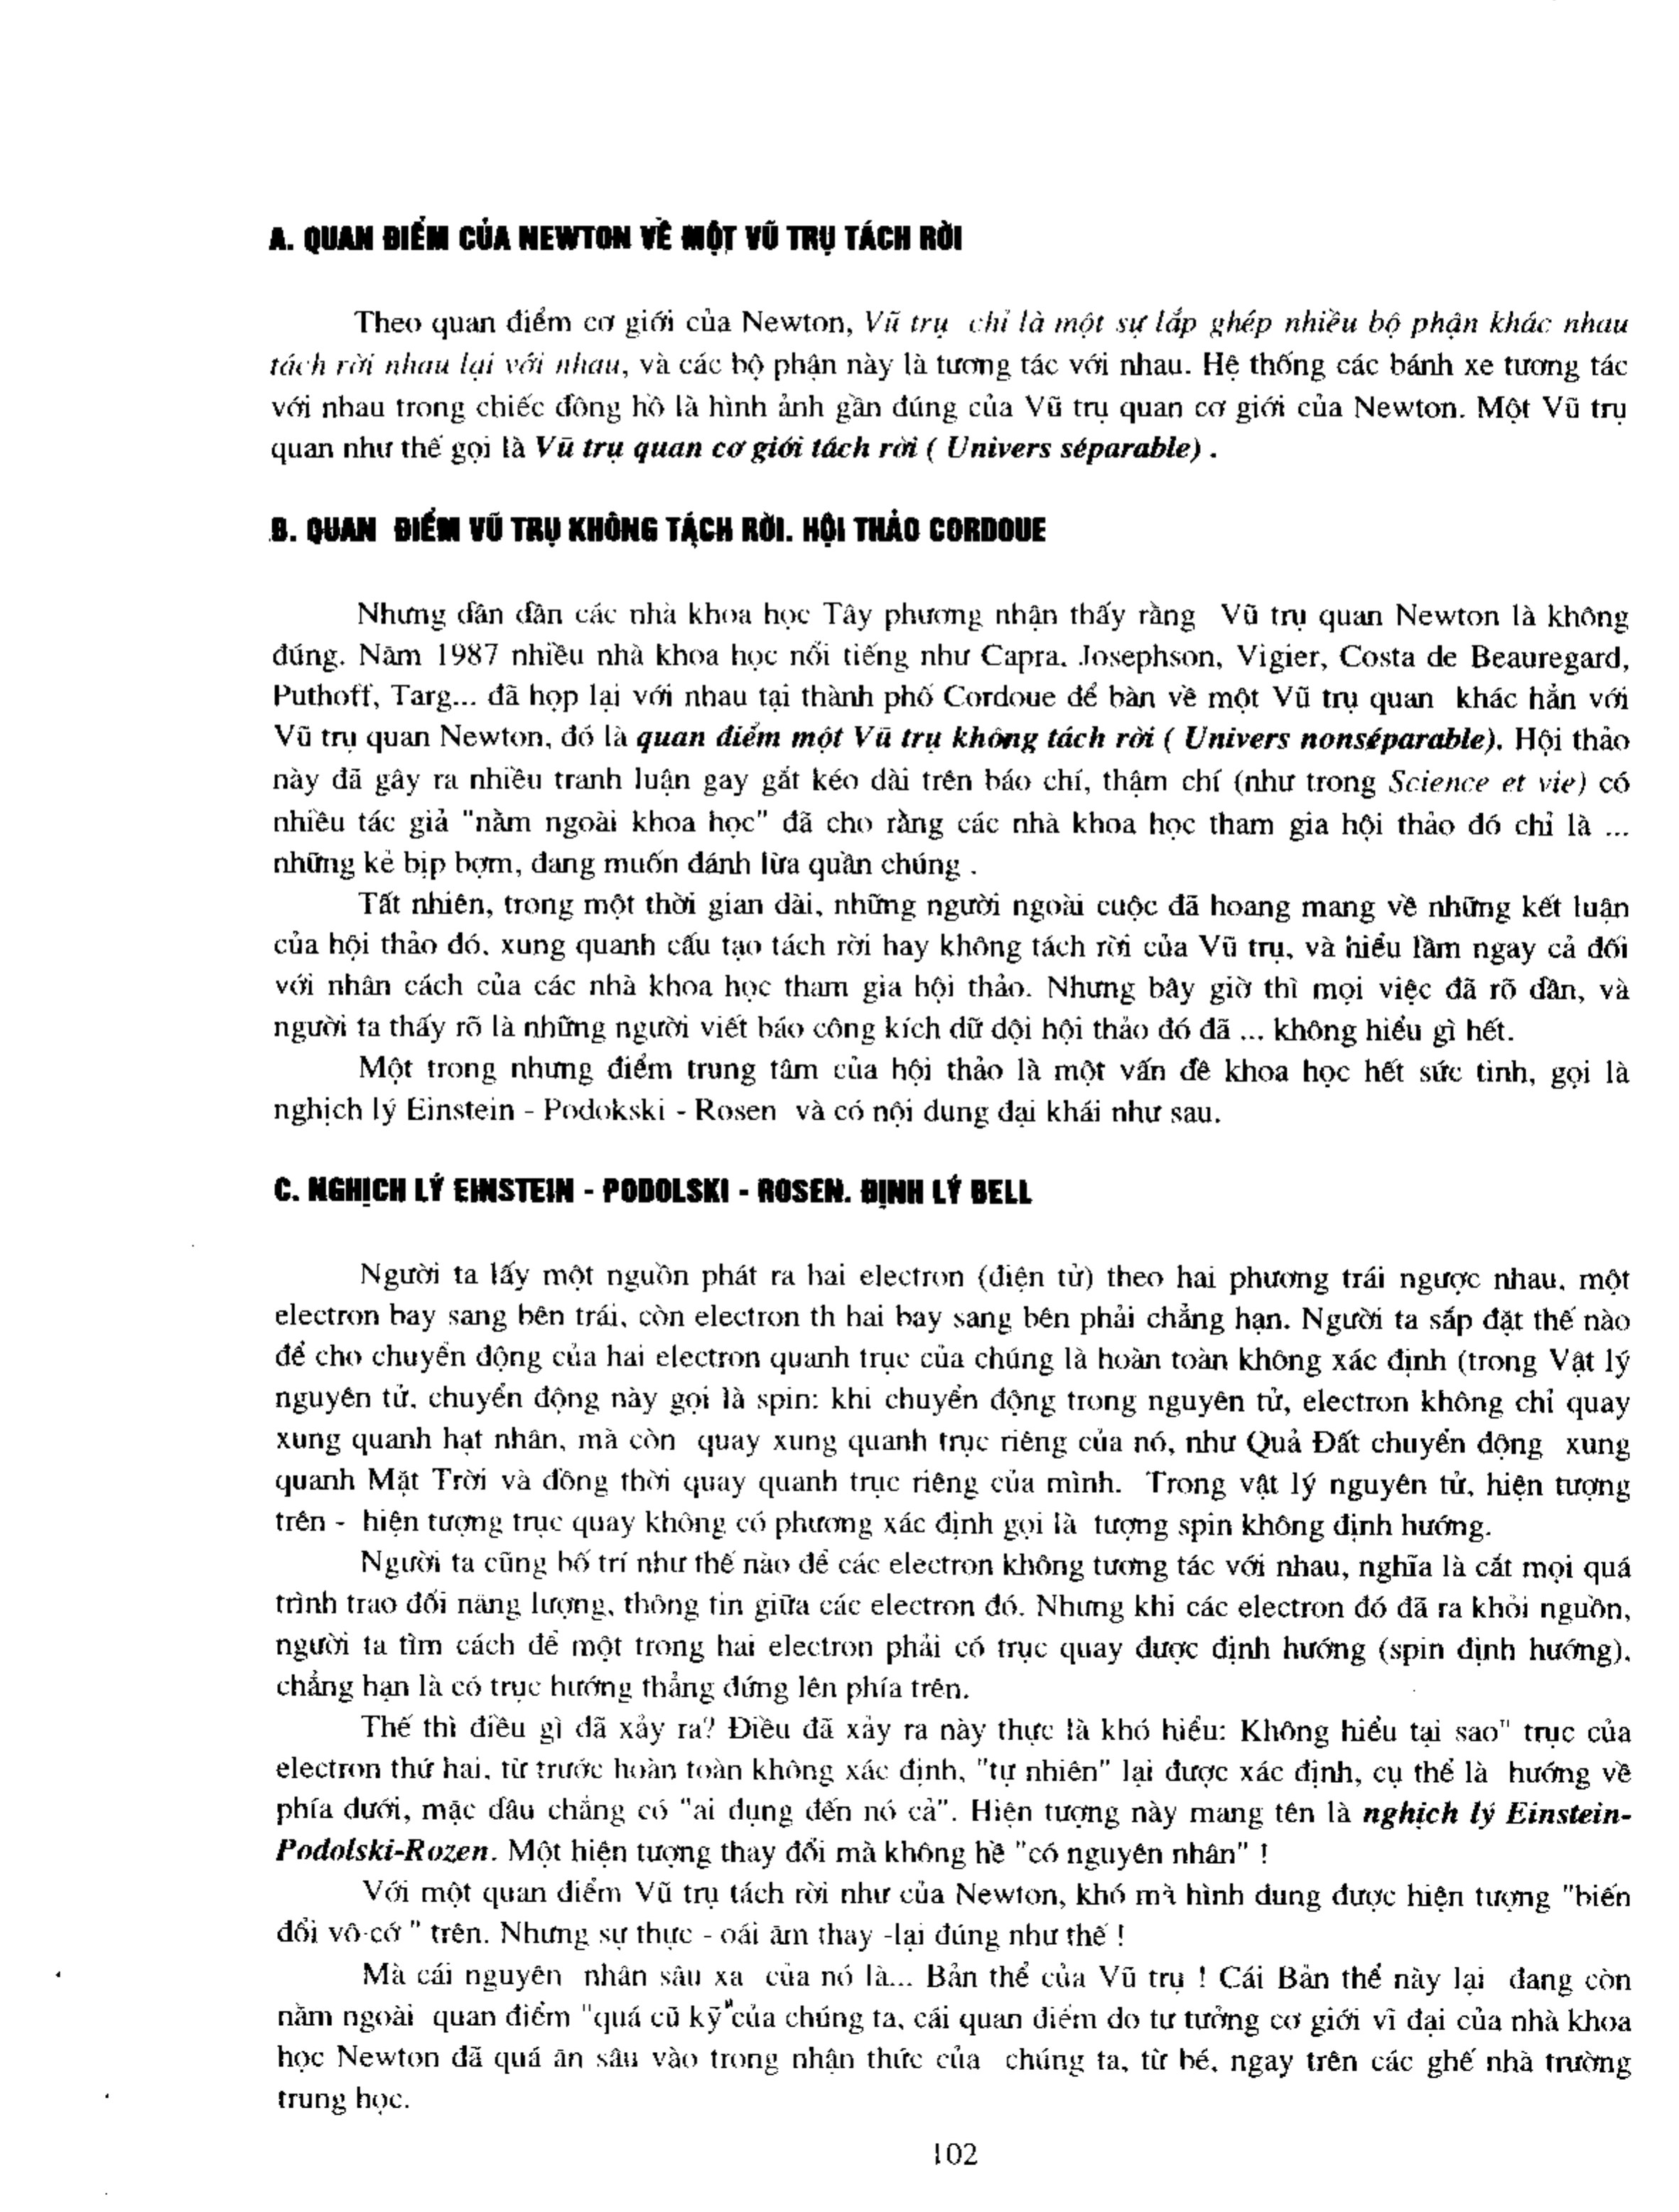 A. QUAN ĐIỂM CỦA NEWTON VỀ MỘT VŨ TRỤ TÁCH RỜI
Theo quan điểm cơ giới của Newton, Vũ trụ chỉ là một sự lắp ghép nhiều bộ phận khác nhau
tách rời nhau lại với nhau, và các bộ phận này là tương tác với nhau. Hệ thống các bánh xe tương tác
với nhau trong chiếc đồng hồ là hình ảnh gần đúng của Vũ trụ quan cơ giới của Newton. Một Vũ trụ
quan như thế gọi là Vũ trụ quan cơ giới tách rời ( Univers séparable) .
B. QUAN ĐIỂM VŨ TRỤ KHÔNG TÁCH RỜI. HỘI THẢO CORDOUE
Nhưng dần dần các nhà khoa học Tây phương nhận thấy rằng Vũ trụ quan Newton là không
đúng. Năm 1987 nhiều nhà khoa học nổi tiếng như Capra, Josephson, Vigier, Costa de Beauregard,
Puthoff, Targ... đã họp lại với nhau tại thành phố Cordoue để bàn về một Vũ trụ quan khác hẳn với
Vũ trụ quan Newton, đó là quan điểm một Vũ trụ không tách rời ( Univers nonséparable). Hội thảo
này đã gây ra nhiều tranh luận gay gắt kéo dài trên báo chí, thậm chí (như trong Science et vie) có
nhiều tác giả "nằm ngoài khoa học" đã cho rằng các nhà khoa học tham gia hội thảo đó chỉ là ...
những kẻ bịp bợm, đang muốn đánh lừa quần chúng .
Tất nhiên, trong một thời gian dài, những người ngoài cuộc đã hoang mang về những kết luận
của hội thảo đó, xung quanh cấu tạo tách rời hay không tách rời của Vũ trụ, và hiểu lầm ngay cả đối
với nhân cách của các nhà khoa học tham gia hội thảo. Nhưng bây giờ thì mọi việc đã rõ dần, và
người ta thấy rõ là những người viết báo công kích dữ dội hội thảo đó đã ... không hiểu gì hết.
Một trong nhưng điểm trung tâm của hội thảo là một vấn đề khoa học hết sức tinh, gọi là
nghịch lý Einstein - Podokski - Rosen và có nội dung đại khái như sau.
C. NGHỊCH LÝ EINSTEIN - PODOLSKI - ROSEN. ĐỊNH LÝ BELL
Người ta lấy một nguồn phát ra hai electron (điện tử) theo hai phương trái ngược nhau, một
electron bay sang bên trái, còn electron th hai bay sang bên phải chẳng hạn. Người ta sắp đặt thế nào
để cho chuyển động của hai electron quanh trục của chúng là hoàn toàn không xác định (trong Vật lý
nguyên tử, chuyển động này gọi là spin: khi chuyển động trong nguyên tử, electron không chỉ quay
xung quanh hạt nhân, mà còn quay xung quanh trục riêng của nó, như Quả Đất chuyển động xung
quanh Mặt Trời và đồng thời quay quanh trục riêng của mình. Trong vật lý nguyên tử, hiện tượng
trên - hiện tượng trục quay không có phương xác định gọi là tượng spin không định hướng.
Người ta cũng bố trí như thế nào để các electron không tương tác với nhau, nghĩa là cắt mọi quá
trình trao đổi năng lượng, thông tin giữa các electron đó. Nhưng khi các electron đó đã ra khỏi nguồn,
người ta tìm cách để một trong hai electron phải có trục quay được định hướng (spin định hướng),
chẳng hạn là có trục hướng thẳng đứng lên phía trên.
Thế thì điều gì đã xảy ra? Điều đã xảy ra này thực là khó hiểu: Không hiểu tại sao" trục của
electron thứ hai, từ trước hoàn toàn không xác định, "tự nhiên" lại được xác định, cụ thể là hướng về
phía dưới, mặc dầu chẳng có "ai dụng đến nó cả". Hiện tượng này mang tên là nghịch lý Einstein-
Podolski-Rozen. Một hiện tượng thay đổi mà không hề "có nguyên nhân" !
Với một quan điểm Vũ trụ tách rời như của Newton, khó mà hình dung được hiện tượng "biến
đổi vô cớ " trên. Nhưng sự thực - oái ăm thay -lại đúng như thế !
Mà cái nguyên nhân sâu xa của nó là... Bản thể của Vũ trụ ! Cái Bản thể này lại đang còn
nằm ngoài quan điểm "quá cũ kỹ"của chúng ta, cái quan điểm do tư tưởng cơ giới vĩ đại của nhà khoa
học Newton đã quá ăn sâu vào trong nhận thức của chúng ta, từ bé, ngay trên các ghế nhà trường
trung học.
102